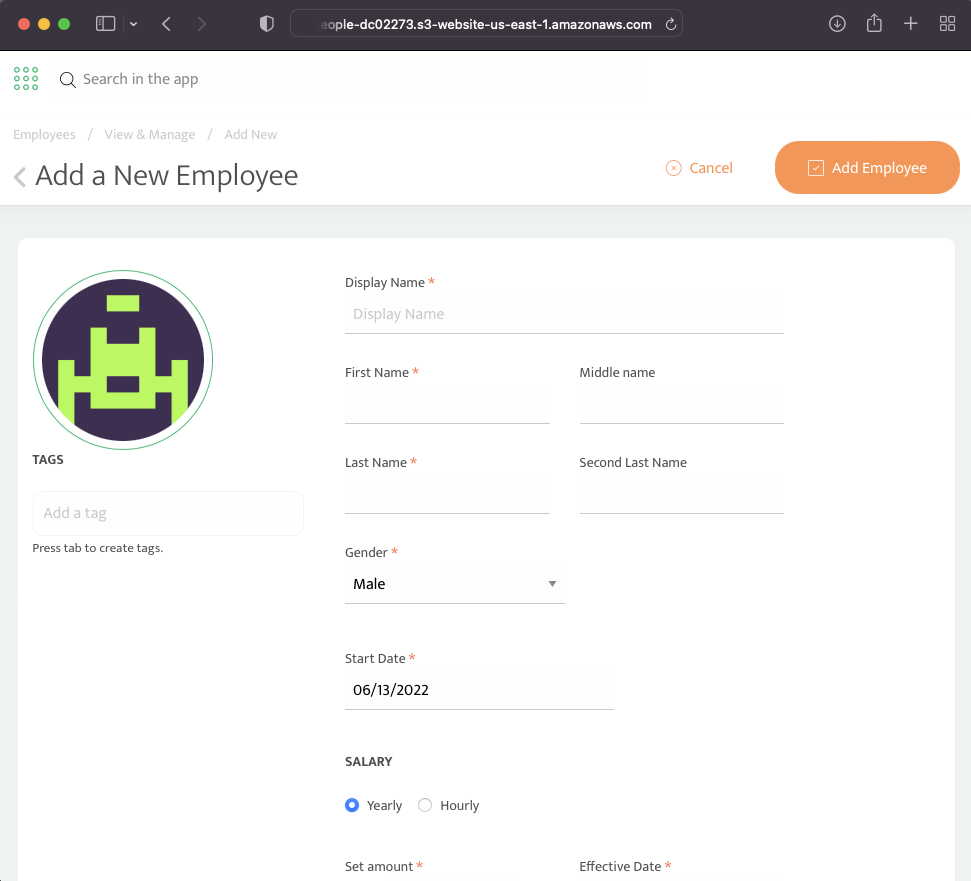 eople-dc02273.s3-website-us-east-1.amazonaws.com
Search in the app
Employees / View & Manage / Add New
Add a New Employee
Cancel
Add Employee
Display Name *
Display Name
First Name *
Middle name
TAGS
Last Name *
Second Last Name
Add a tag
Press tab to create tags.
Gender *
Male
Start Date *
06/13/2022
SALARY
Yearly
Hourly
Set amount *
Effective Date *